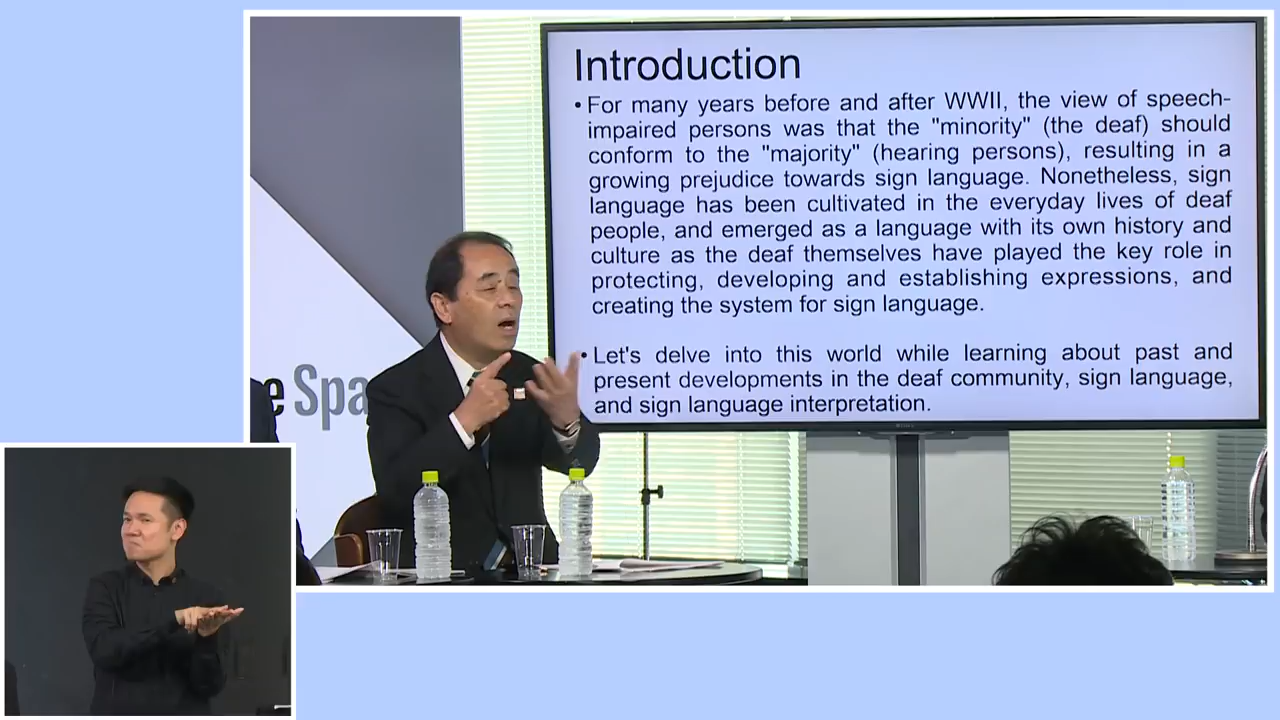 Introduction
• For many years before and after WWII, the view of speech-
impaired persons was that the "minority" (the deaf) should
conform to the "majority" (hearing persons), resulting in a
growing prejudice towards sign language. Nonetheless, sign
language has been cultivated in the everyday lives of deaf
people, and emerged as a language with its own history and
culture as the deaf themselves have played the key role in
protecting, developing and establishing expressions, and
creating the system for sign language.
• Let's delve into this world while learning about past and
present developments in the deaf community, sign language,
and sign language interpretation.
e Spa
SONY